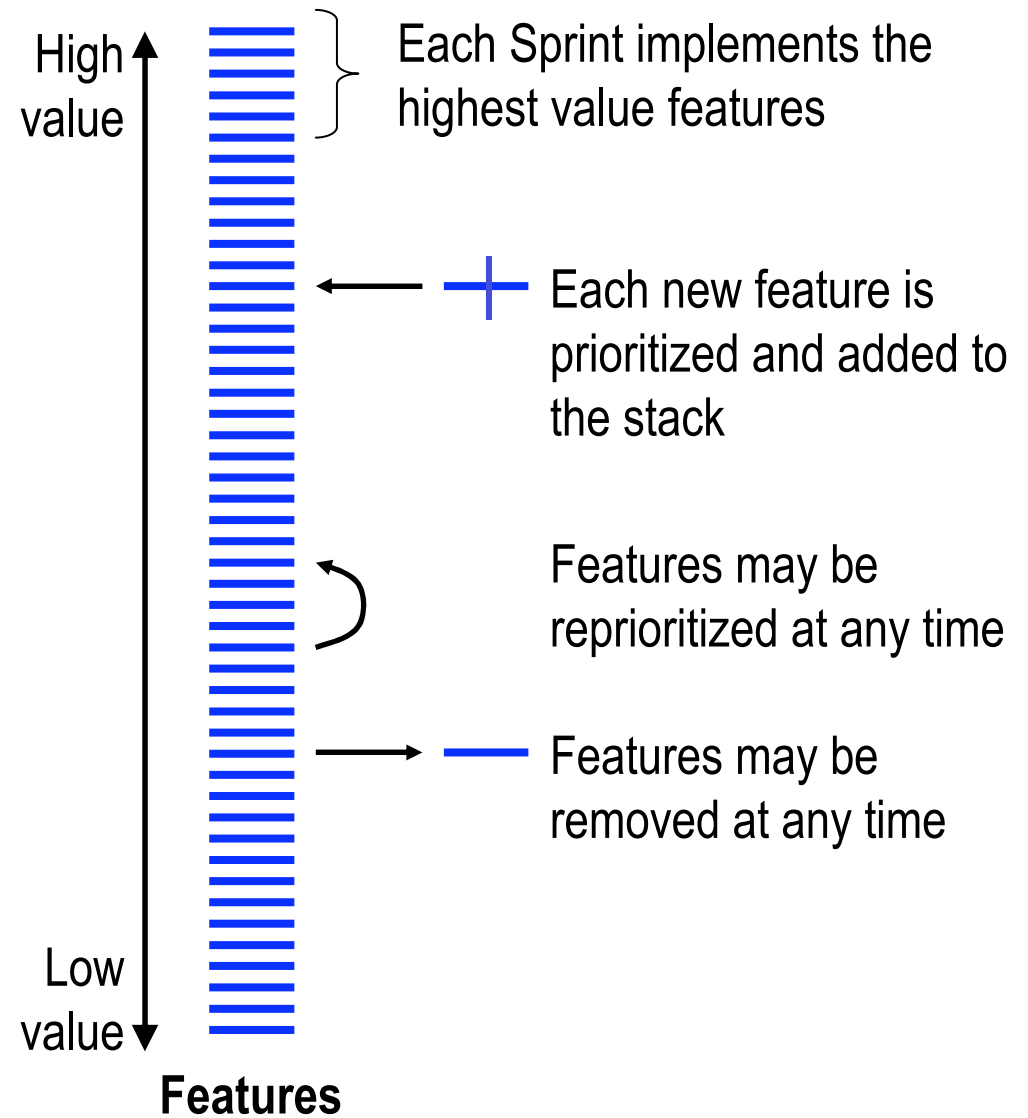 High
value
Each Sprint implements the
highest value features
Each new feature is
prioritized and added to
the stack
Features may be
reprioritized at any time
Features may be
removed at any time
Low
value
Features